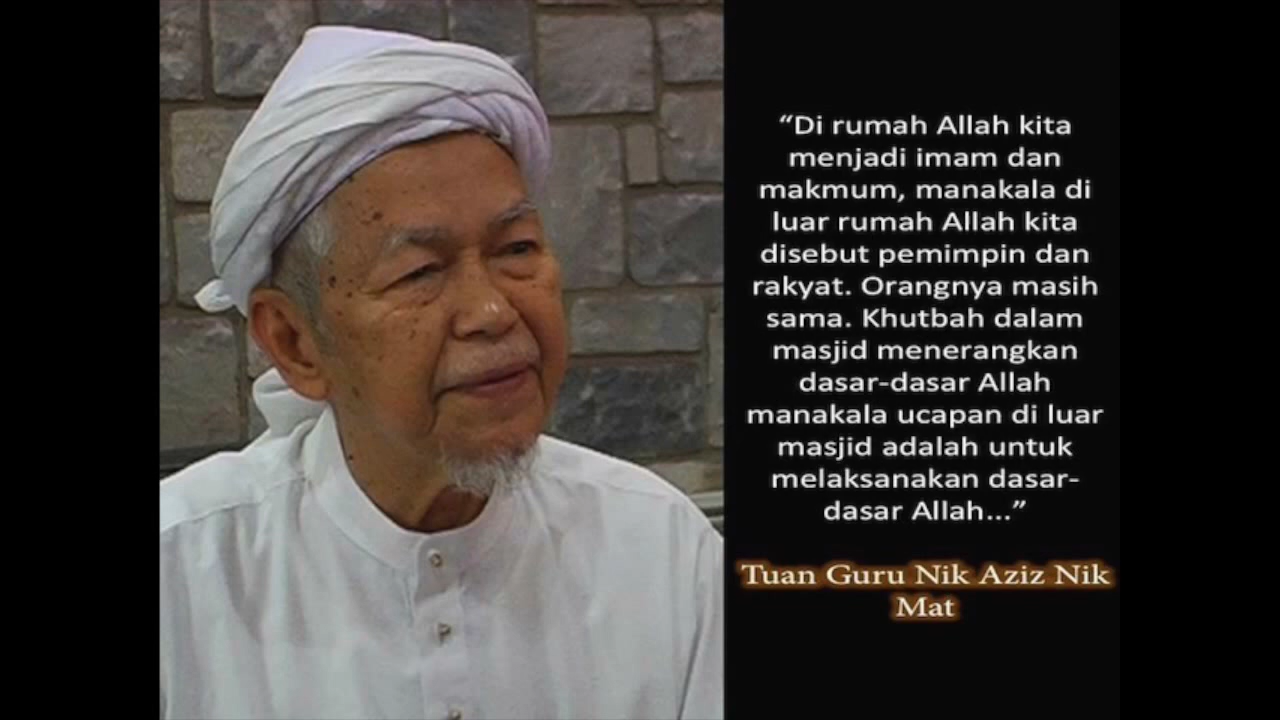 “Di rumah Allah kita
menjadi imam dan
makmum, manakala di
luar rumah Allah kita
disebut pemimpin dan
rakyat. Orangnya masih
sama. Khutbah dalam
masjid menerangkan
dasar-dasar Allah
manakala ucapan di luar
masjid adalah untuk
melaksanakan dasar-
dasar Allah...”
Tuan Guru Nik Aziz Nik
Mat